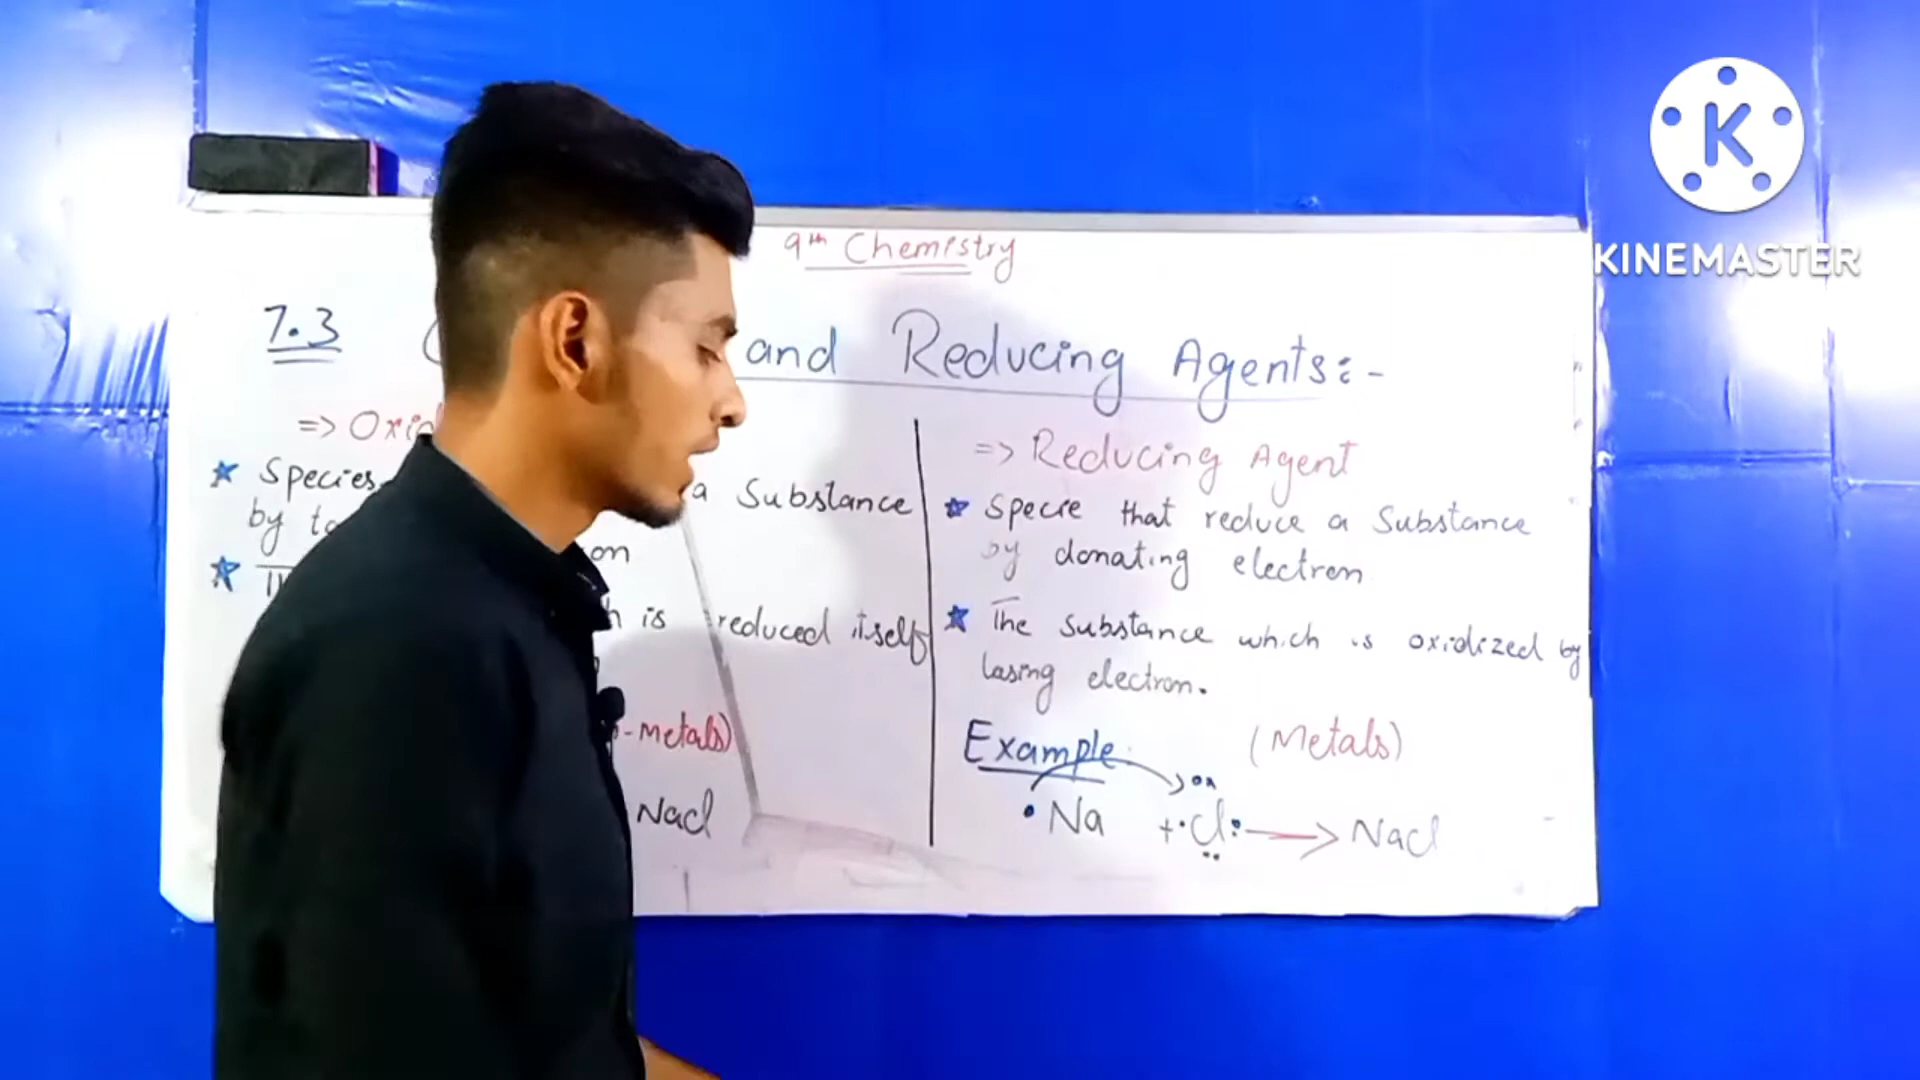 9th Chemistry
7.3 and Reducing Agents:-
=> Oxid
★ Species a Substance
by ta on
★
h is reduced itself
-metals)
Nacl
=> Reducing Agent
★ Specie that reduce a Substance
by donating electron
★ The substance which is oxidized by
losing electron.
Example (Metals)
•Na + •Cl: → Nacl
K
KINEMASTER